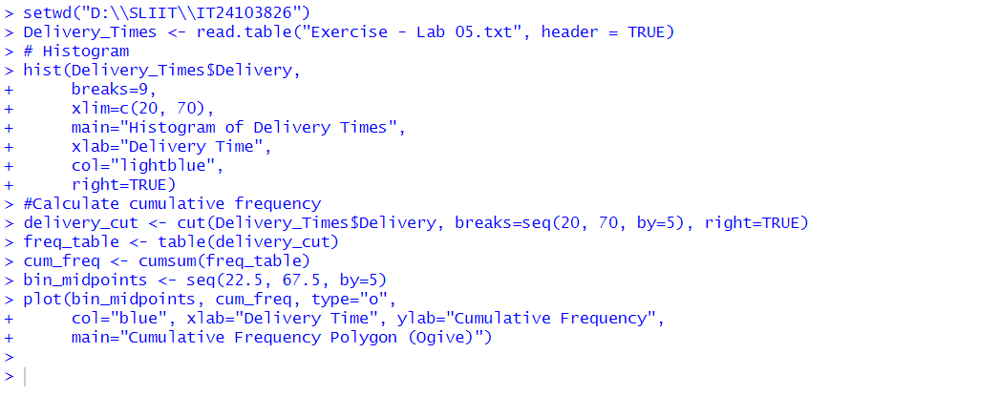 > setwd("D:\\SLIIT\\IT24103826")
> Delivery_Times <- read.table("Exercise - Lab 05.txt", header = TRUE)
> # Histogram
> hist(Delivery_Times$Delivery,
+      breaks=9,
+      xlim=c(20, 70),
+      main="Histogram of Delivery Times",
+      xlab="Delivery Time",
+      col="lightblue",
+      right=TRUE)
> #Calculate cumulative frequency
> delivery_cut <- cut(Delivery_Times$Delivery, breaks=seq(20, 70, by=5), right=TRUE)
> freq_table <- table(delivery_cut)
> cum_freq <- cumsum(freq_table)
> bin_midpoints <- seq(22.5, 67.5, by=5)
> plot(bin_midpoints, cum_freq, type="o",
+      col="blue", xlab="Delivery Time", ylab="Cumulative Frequency",
+      main="Cumulative Frequency Polygon (Ogive)")
>
>